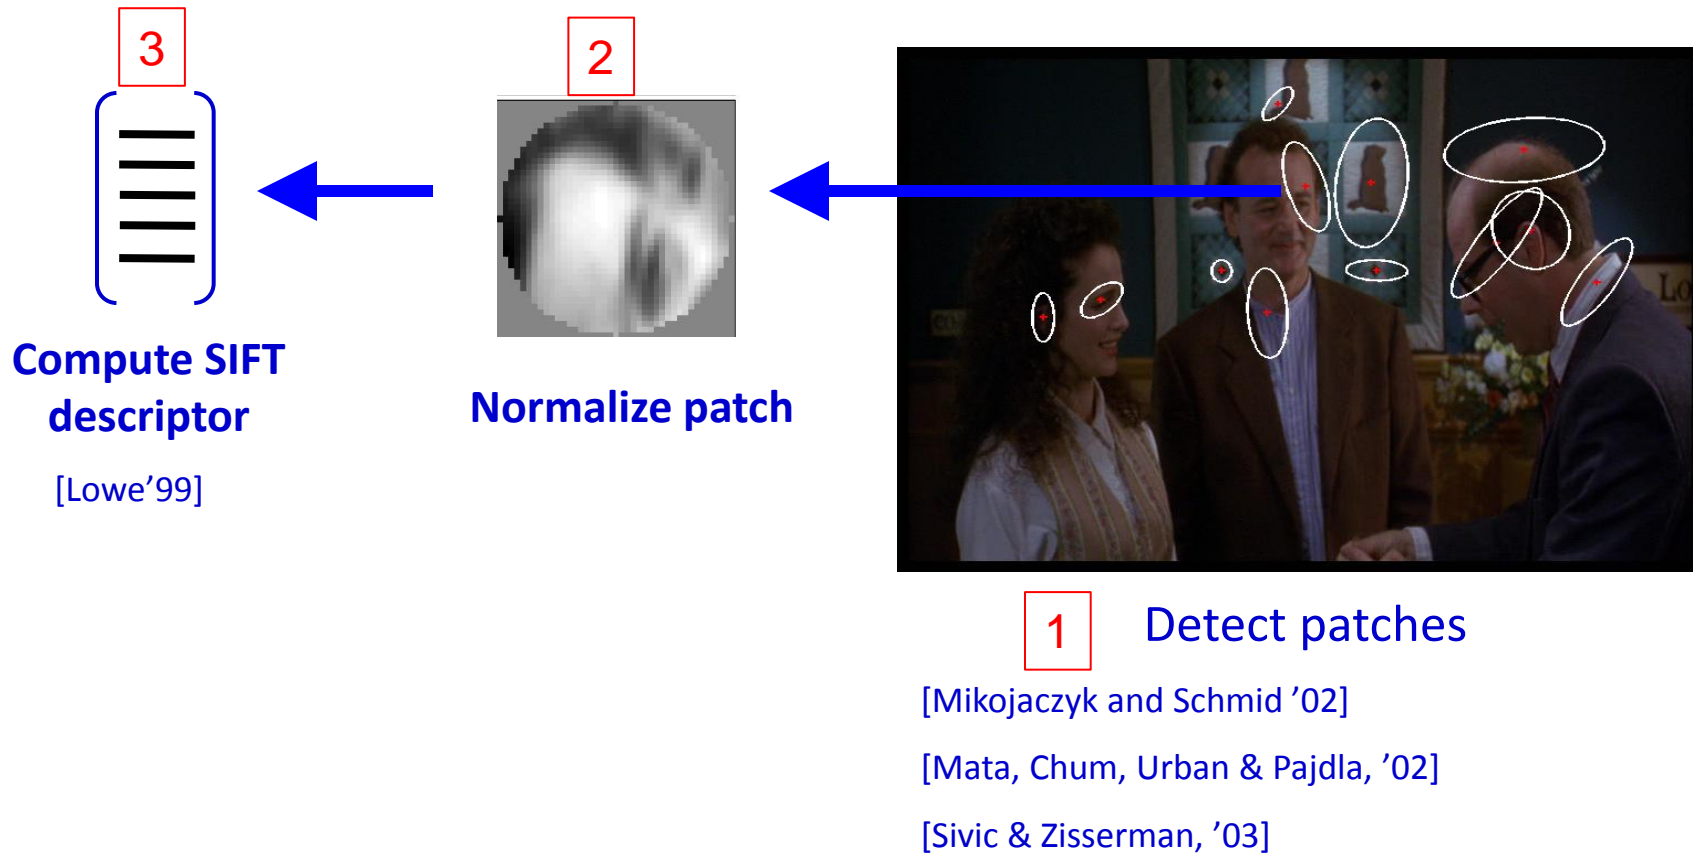 3
2
Compute SIFT
descriptor
[Lowe’99]
Normalize patch
1
Detect patches
[Mikojaczyk and Schmid ’02]
[Mata, Chum, Urban & Pajdla, ’02]
[Sivic & Zisserman, ’03]